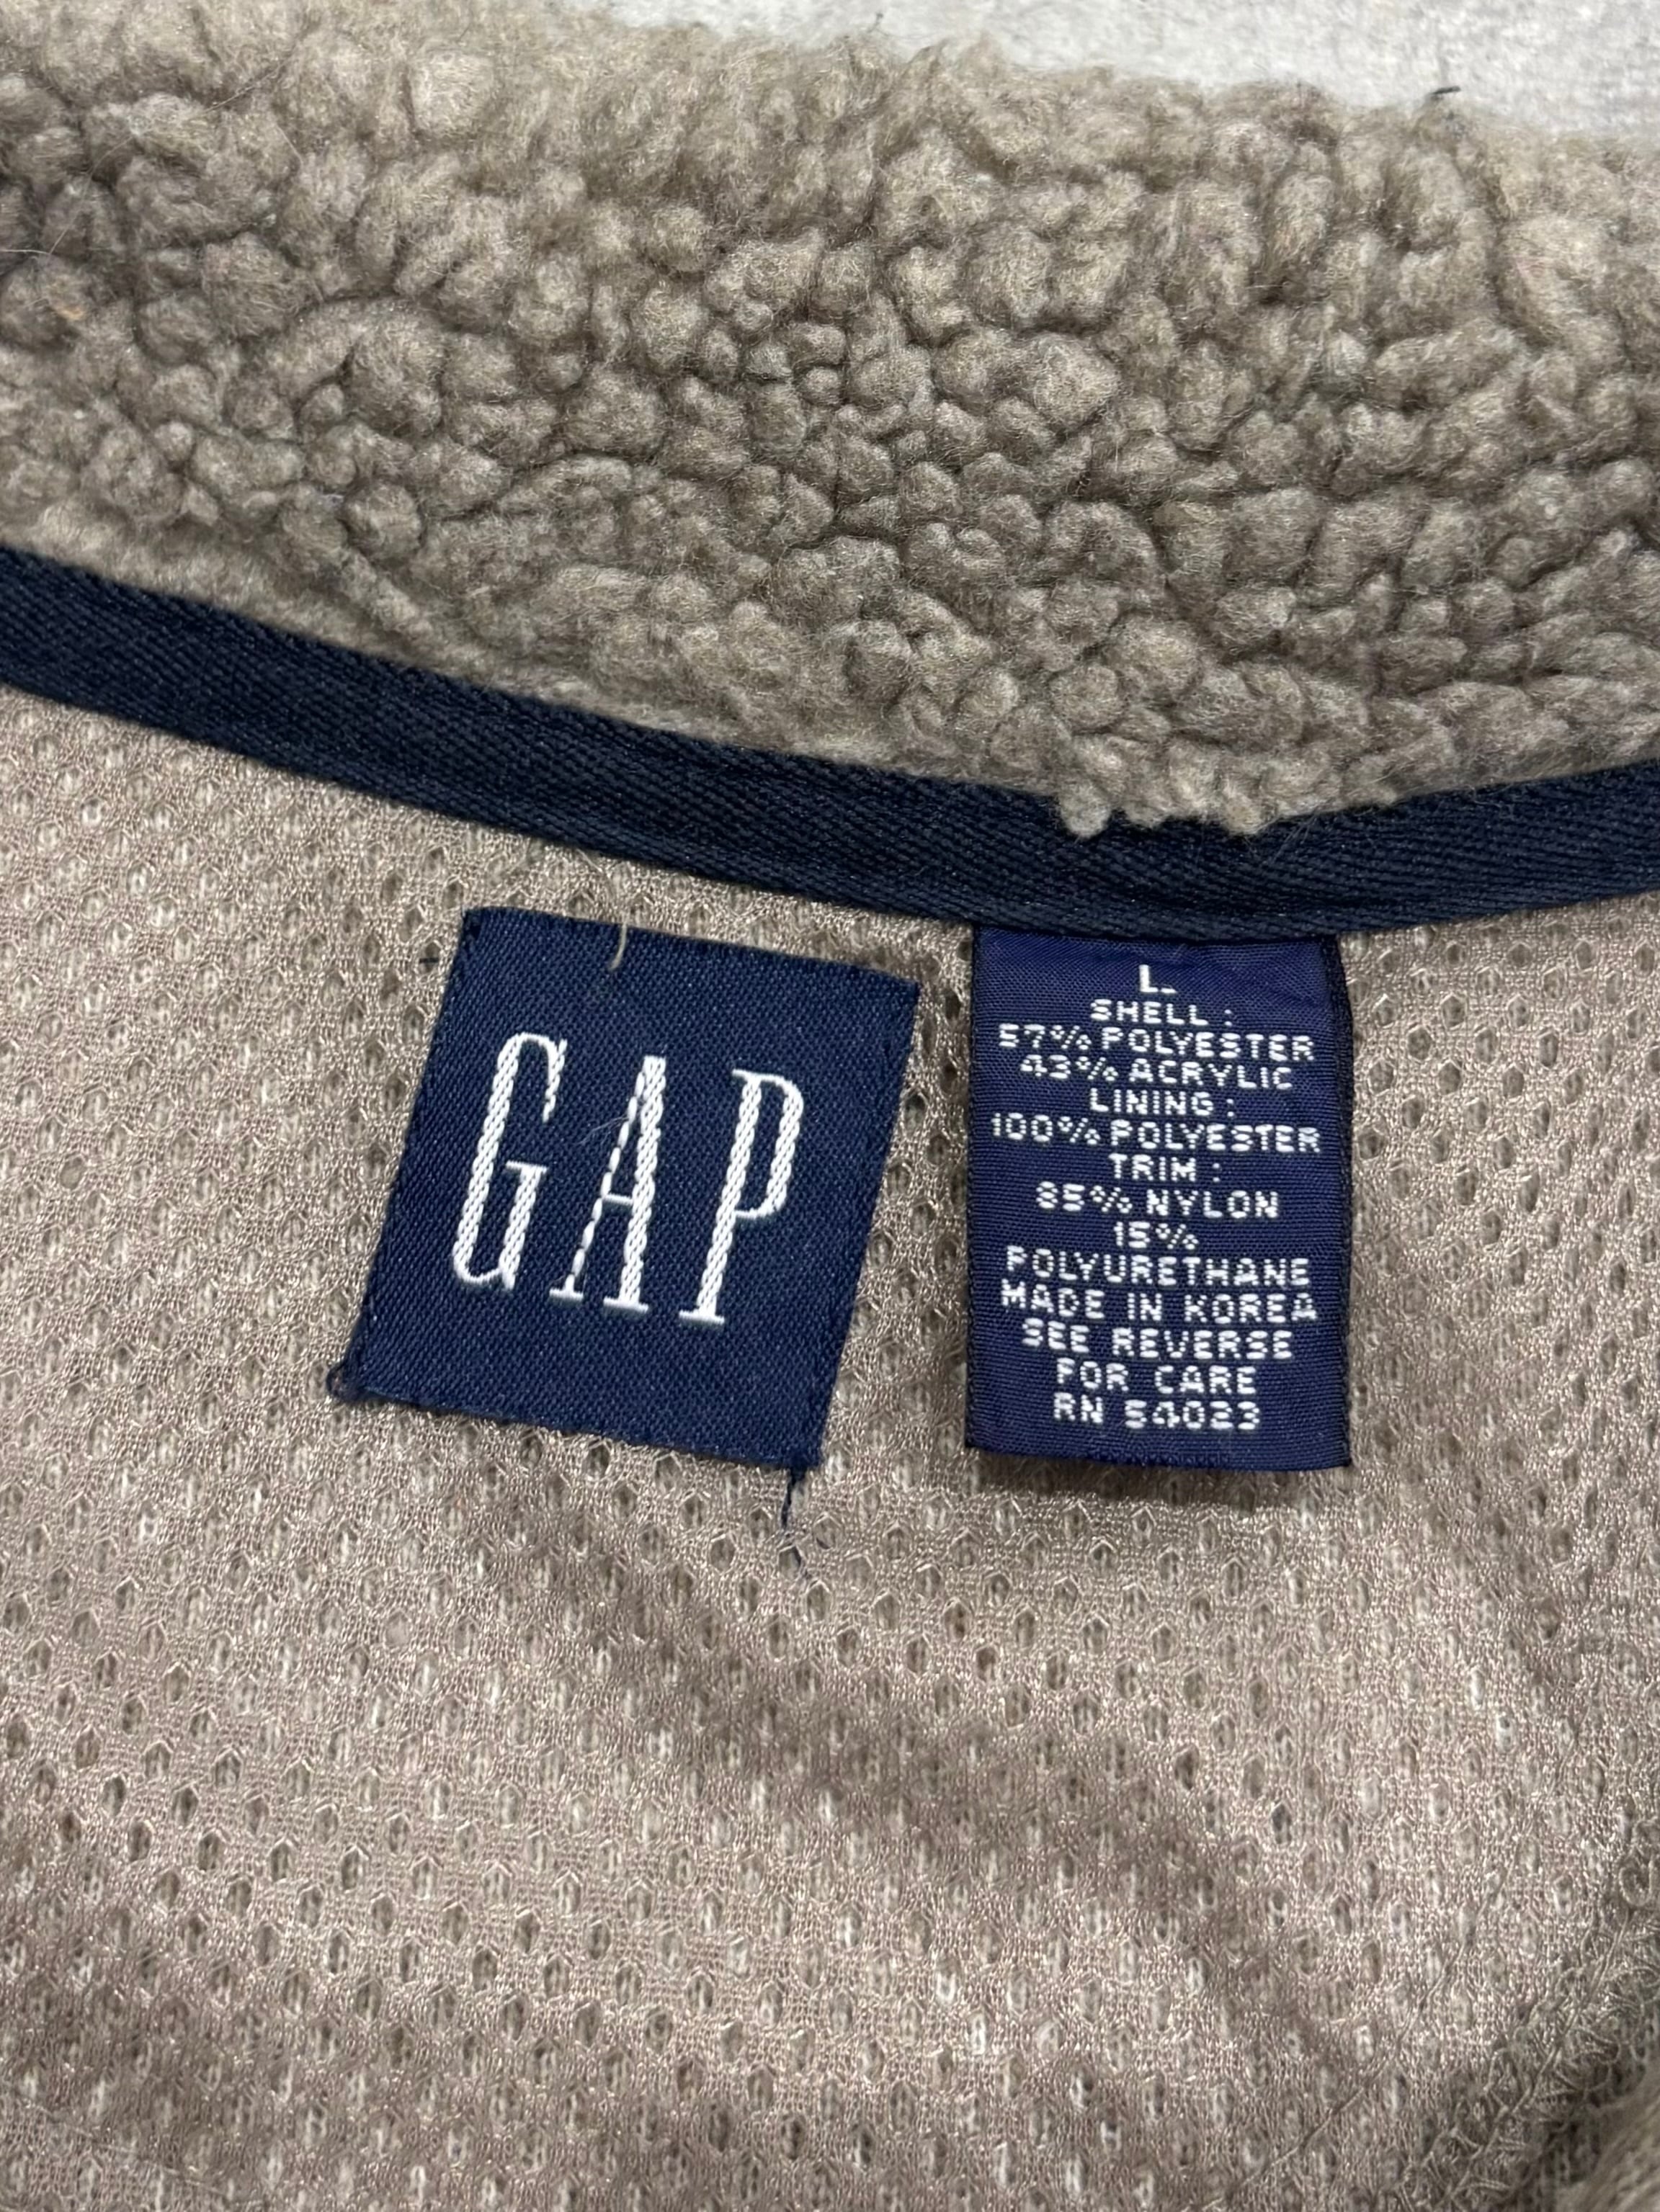 GAP
L.
SHELL :
57% POLYESTER
43% ACRYLIC
LINING :
100% POLYESTER
TRIM :
85% NYLON
15%
POLYURETHANE
MADE IN KOREA
SEE REVERSE
FOR CARE
RN 54023